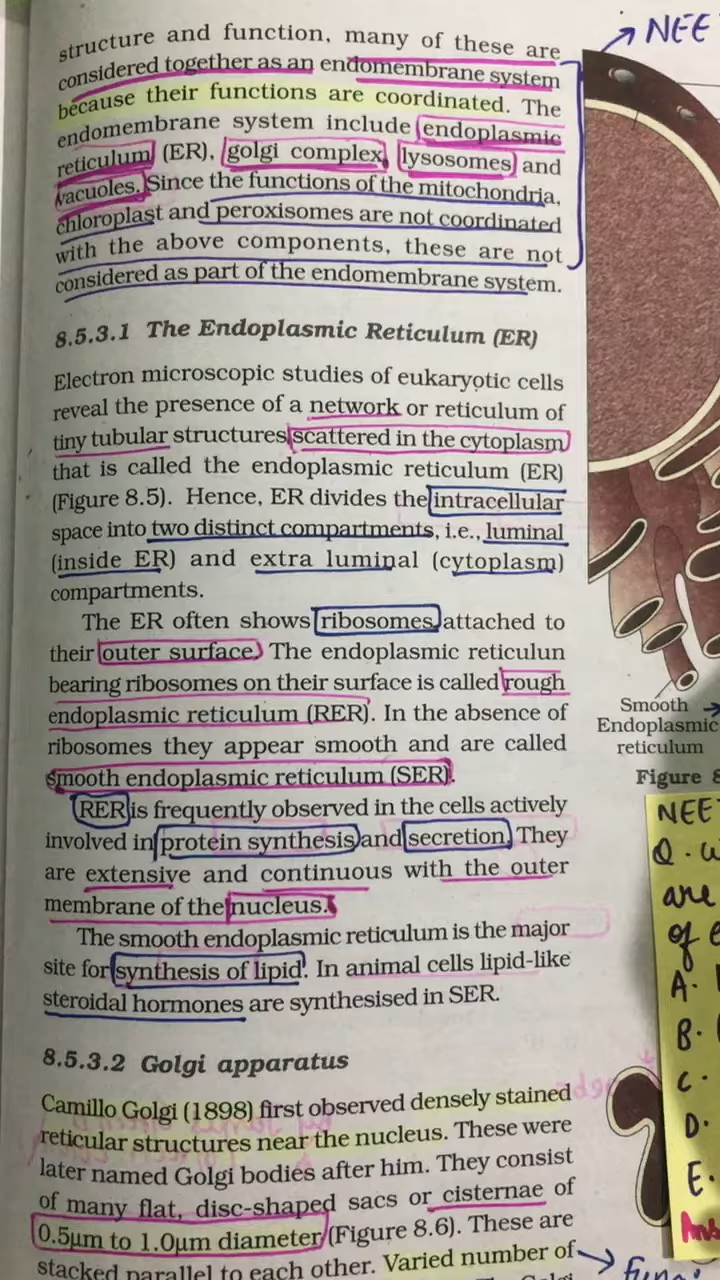 structure and function, many of these are
considered together as an endomembrane system
because their functions are coordinated. The
endomembrane system include endoplasmic
reticulum (ER), golgi complex, lysosomes and
vacuoles. Since the functions of the mitochondria,
chloroplast and peroxisomes are not coordinated
with the above components, these are not
considered as part of the endomembrane system.
8.5.3.1 The Endoplasmic Reticulum (ER)
Electron microscopic studies of eukaryotic cells
reveal the presence of a network or reticulum of
tiny tubular structures scattered in the cytoplasm
that is called the endoplasmic reticulum (ER)
(Figure 8.5). Hence, ER divides the intracellular
space into two distinct compartments, i.e., luminal
(inside ER) and extra luminal (cytoplasm)
compartments.
The ER often shows ribosomes attached to
their outer surface. The endoplasmic reticulun
bearing ribosomes on their surface is called rough
endoplasmic reticulum (RER). In the absence of
ribosomes they appear smooth and are called
smooth endoplasmic reticulum (SER).
RER is frequently observed in the cells actively
involved in protein synthesis and secretion. They
are extensive and continuous with the outer
membrane of the nucleus.
The smooth endoplasmic reticulum is the major
site for synthesis of lipid. In animal cells lipid-like
steroidal hormones are synthesised in SER.
8.5.3.2 Golgi apparatus
Camillo Golgi (1898) first observed densely stained
reticular structures near the nucleus. These were
later named Golgi bodies after him. They consist
of many flat, disc-shaped sacs or cisternae of
0.5µm to 1.0µm diameter (Figure 8.6). These are
stacked parallel to each other. Varied number of
NEE
Smooth
Endoplasmic
reticulum
Figure 8
NEE
Q.
are
of
A.
B.
C.
D.
E.
Ans